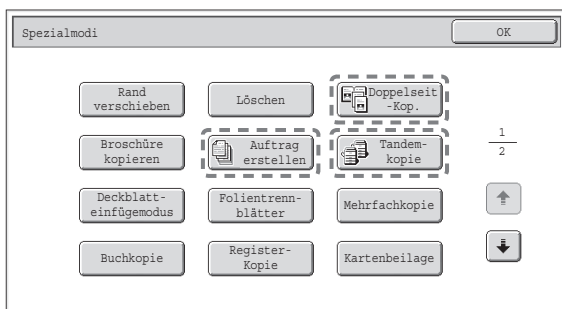 Spezialmodi
OK
Rand
verschieben
Löschen
Doppelseit
-Kop.
Broschüre
kopieren
Auftrag
erstellen
Tandem-
kopie
1
2
Deckblatt-
einfügemodus
Folientrenn-
blätter
Mehrfachkopie
Buchkopie
Register-
Kopie
Kartenbeilage